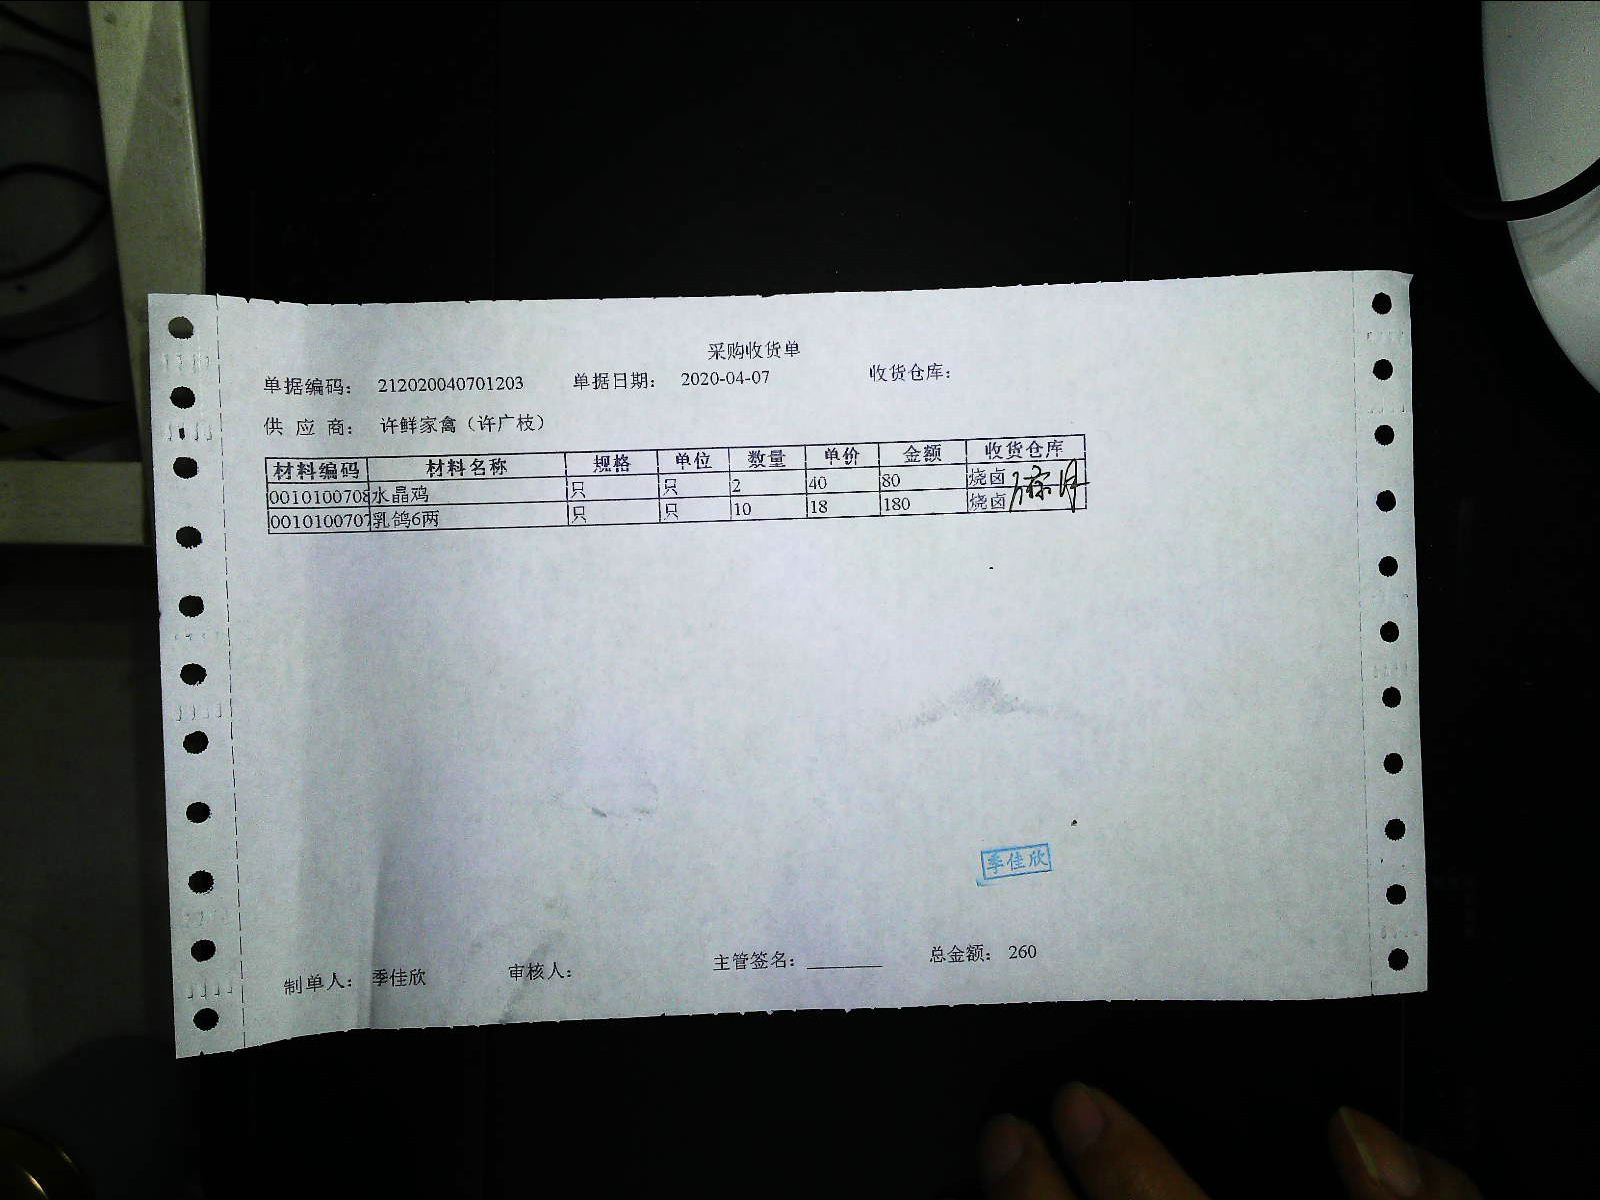 采购收货单
单据编码： 212020040701203 单据日期： 2020-04-07 收货仓库：
供 应 商： 许鲜家禽（许广枝）
材料编码 材料名称 规格 单位 数量 单价 金额 收货仓库
0010100708 水晶鸡 只 只 2 40 80 烧卤
0010100707 乳鸽6两 只 只 10 18 180 烧卤
季佳欣
制单人： 季佳欣 审核人： 主管签名：________ 总金额： 260